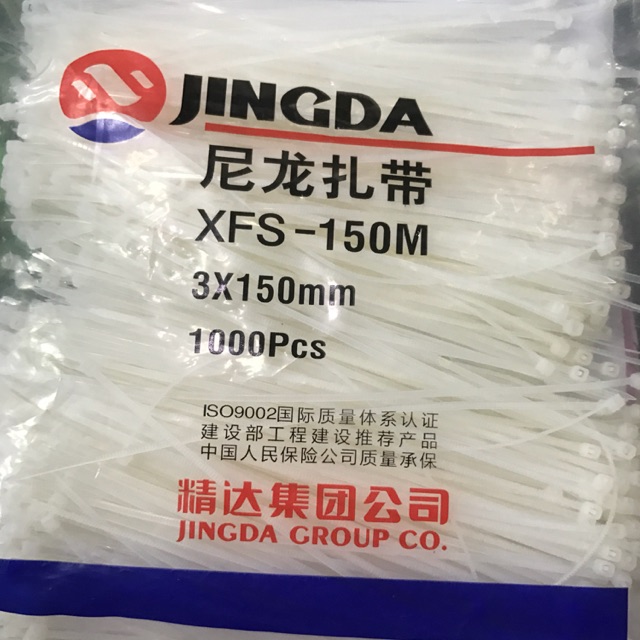 JINGDA
尼龙扎带
XFS-150M
3X150mm
1000Pcs
ISO9002国际质量体系认证
建设部工程建设推荐产品
中国人民保险公司质量承保
精达集团公司
JINGDA GROUP CO.